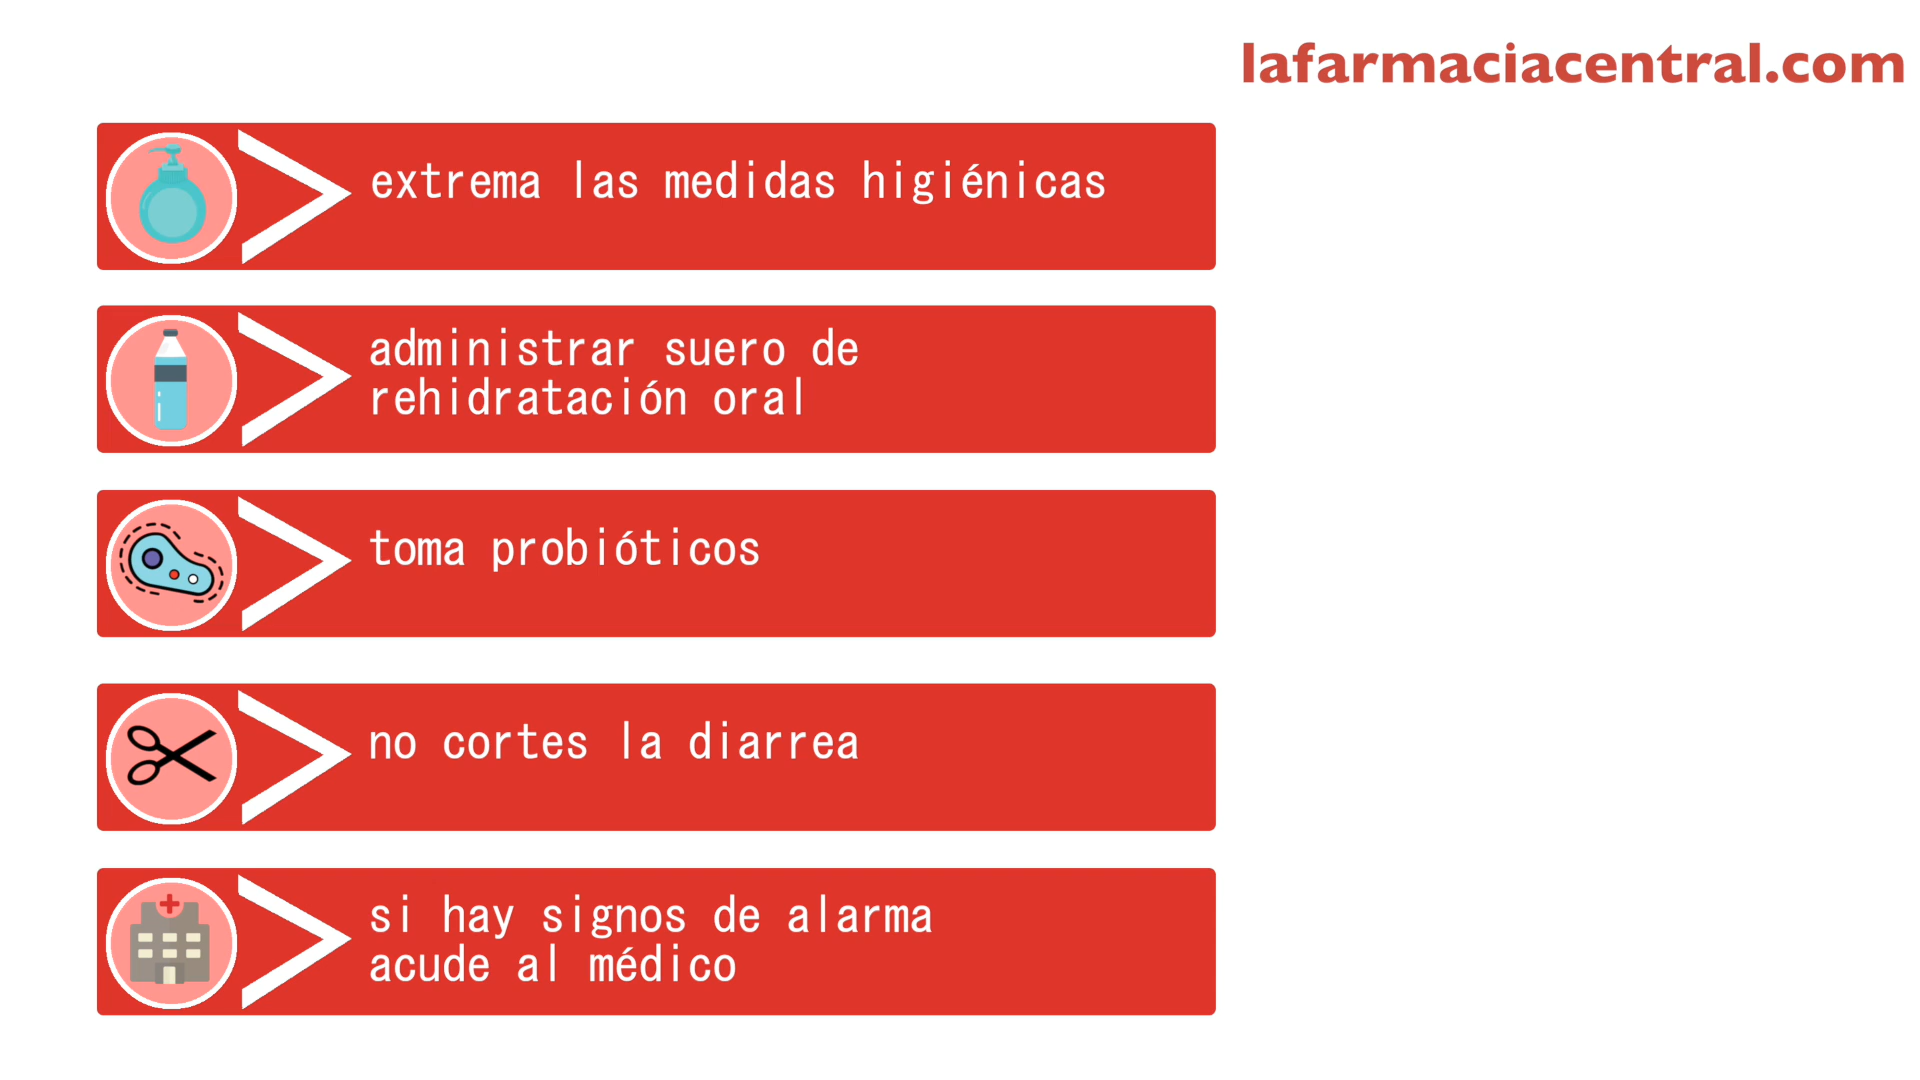 lafarmaciacentral.com
extrema las medidas higiénicas
administrar suero de
rehidratación oral
toma probióticos
no cortes la diarrea
si hay signos de alarma
acude al médico